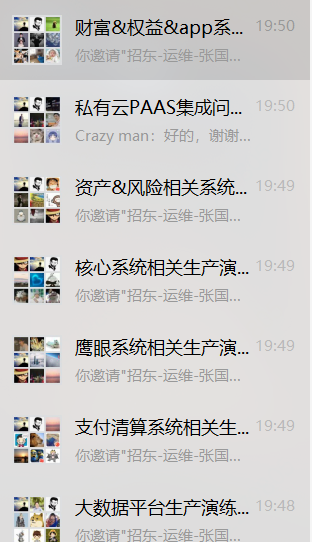 财富&权益&app系... 19:50
你邀请"招东-运维-张国...
私有云PAAS集成问... 19:50
Crazy man：好的，谢谢...
资产&风险相关系统... 19:49
你邀请"招东-运维-张国...
核心系统相关生产演... 19:49
你邀请"招东-运维-张国...
鹰眼系统相关生产演... 19:49
你邀请"招东-运维-张国...
支付清算系统相关生... 19:49
你邀请"招东-运维-张国...
大数据平台生产演练... 19:48
你邀请"招东-运维-张国...